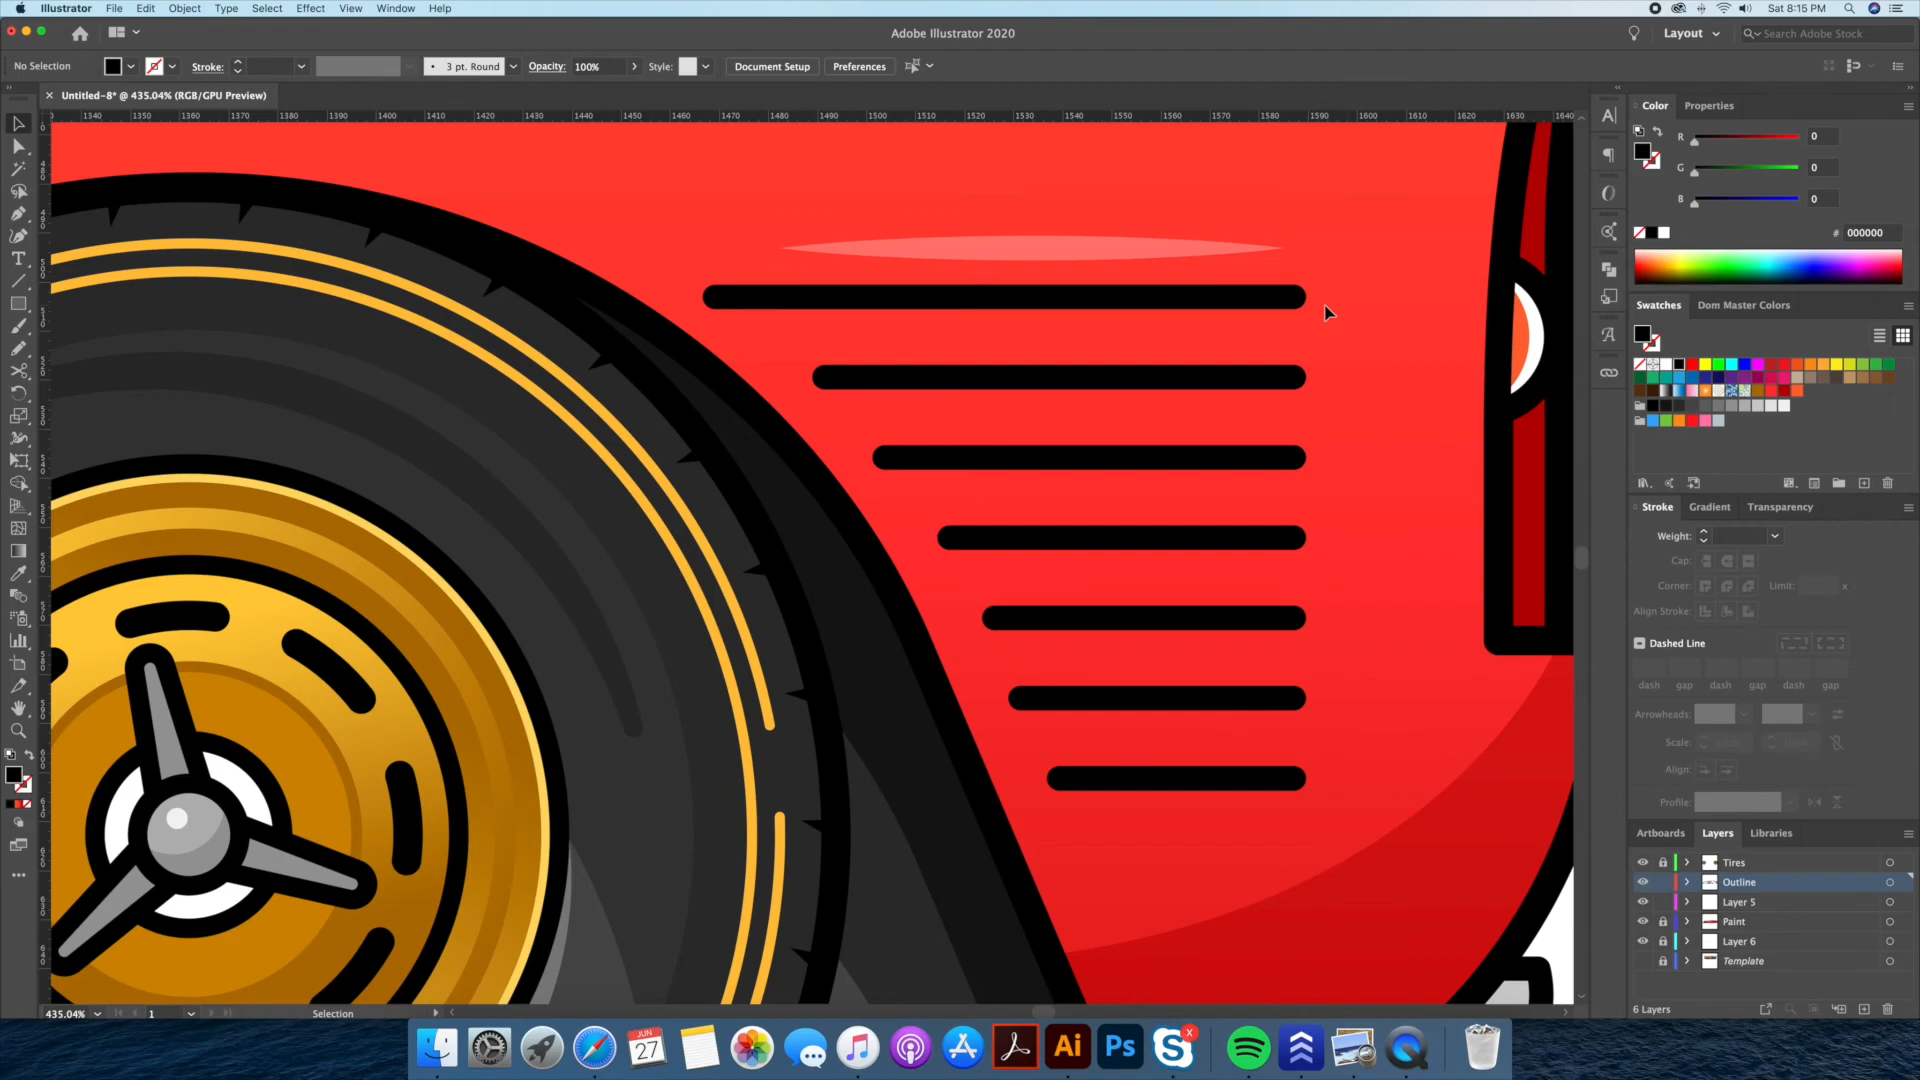 Illustrator File Edit Object Type Select Effect View Window Help
Sat 8:15 PM
Adobe Illustrator 2020
Layout
Search Adobe Stock
No Selection
Stroke:
3 pt. Round
Opacity: 100%
Style:
Document Setup
Preferences
Untitled-8* @ 435.04% (RGB/GPU Preview)
1340 1350 1360 1370 1380 1390 1400 1410 1420 1430 1440 1450 1460 1470 1480 1490 1500 1510 1520 1530 1540 1550 1560 1570 1580 1590 1600 1610 1620 1630 1640
Color Properties
R 0
G 0
B 0
# 000000
Swatches Dom Master Colors
Stroke Gradient Transparency
Weight:
Cap:
Corner:
Limit:
x
Align Stroke:
Dashed Line
dash gap dash gap dash gap
Arrowheads:
Scale: 100% 100%
Align:
Profile:
Artboards Layers Libraries
Tires
Outline
Layer 5
Paint
Layer 6
Template
6 Layers
435.04%
1
Selection
JUN
27
Ai
Ps
S
x